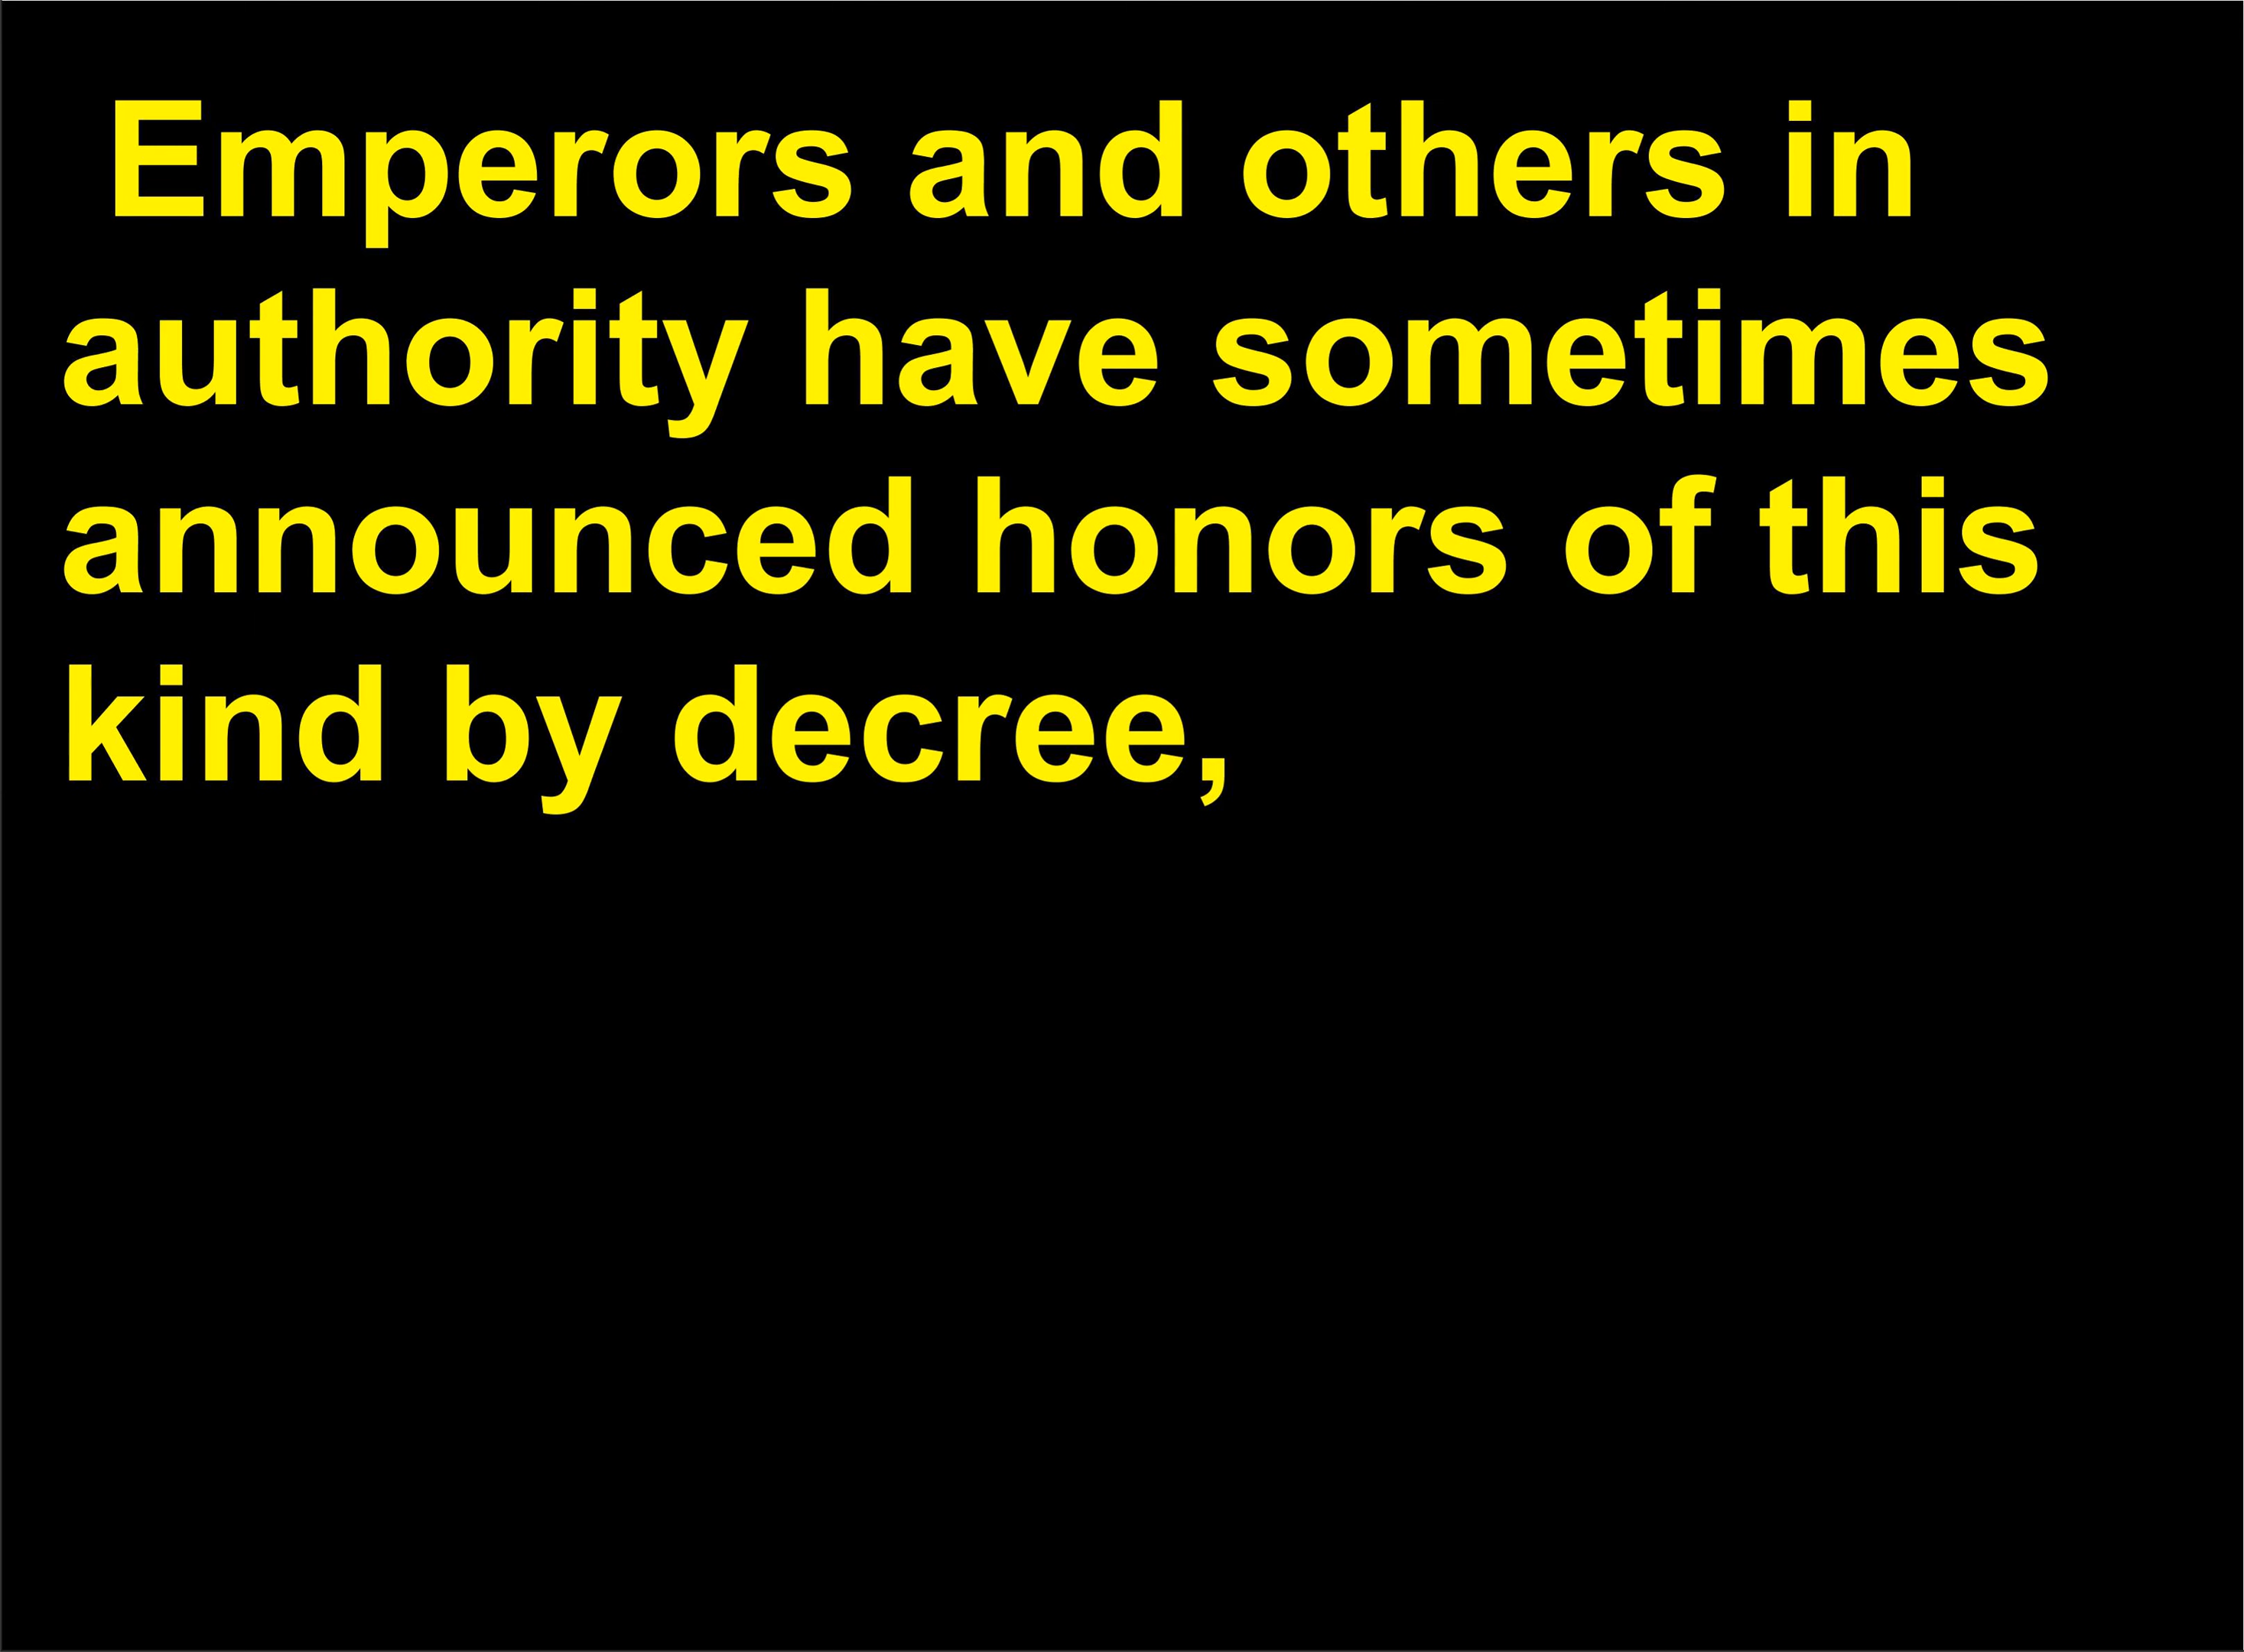 Emperors and others in
authority have sometimes
announced honors of this
kind by decree,